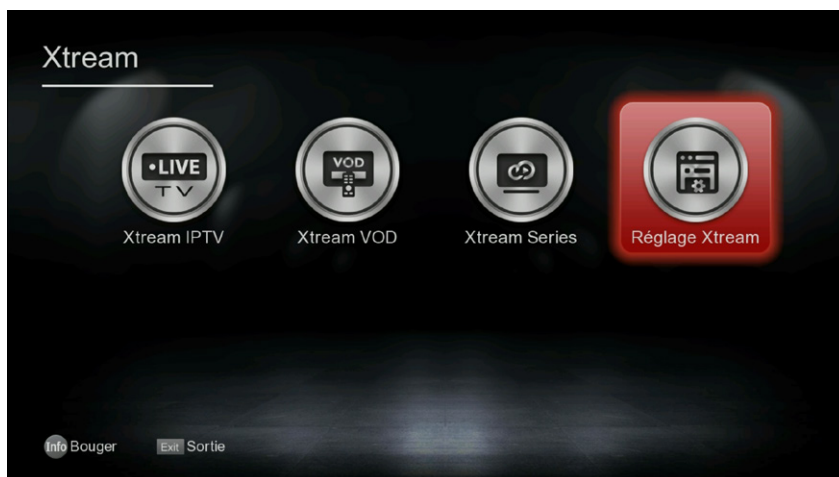 Xtream
•LIVE
TV
VOD
Xtream IPTV
Xtream VOD
Xtream Series
Réglage Xtream
Info Bouger
Exit Sortie